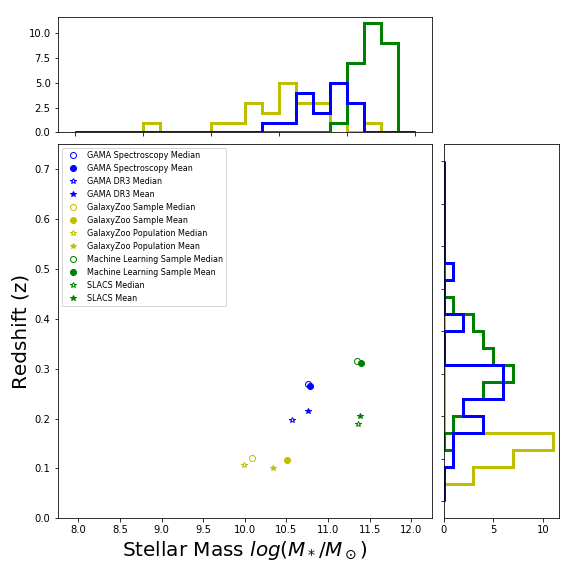 10.0
7.5
5.0
2.5
0.0
0.7
0.6
0.5
0.4
0.3
0.2
0.1
0.0
Redshift (z)
GAMA Spectroscopy Median
GAMA Spectroscopy Mean
GAMA DR3 Median
GAMA DR3 Mean
GalaxyZoo Sample Median
GalaxyZoo Sample Mean
GalaxyZoo Population Median
GalaxyZoo Population Mean
Machine Learning Sample Median
Machine Learning Sample Mean
SLACS Median
SLACS Mean
8.0 8.5 9.0 9.5 10.0 10.5 11.0 11.5 12.0
Stellar Mass log(M*/M⊙)
0 5 10